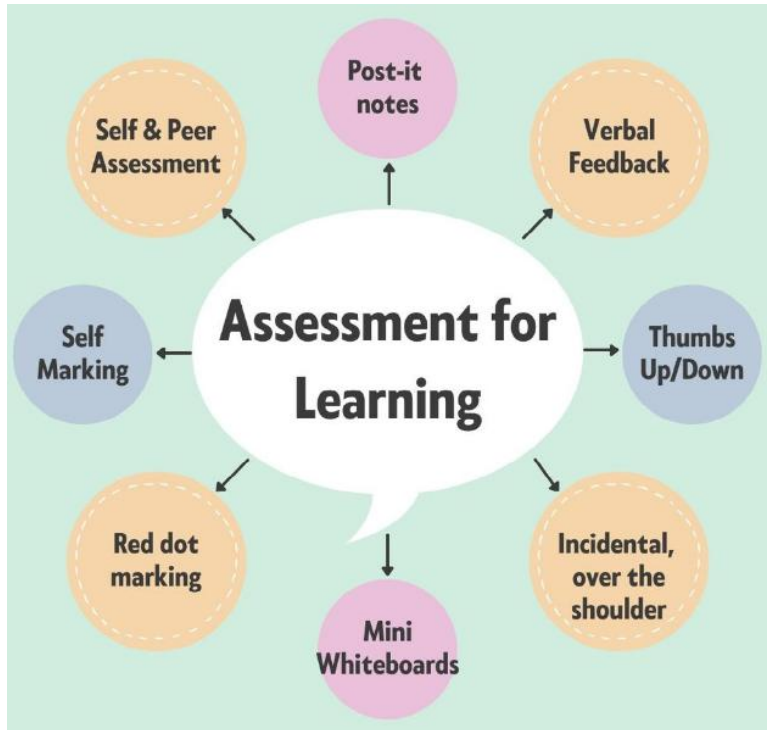 Post-it
notes
Self & Peer
Assessment
Verbal
Feedback
Assessment for
Learning
Self
Marking
Thumbs
Up/Down
Red dot
marking
Incidental,
over the
shoulder
Mini
Whiteboards